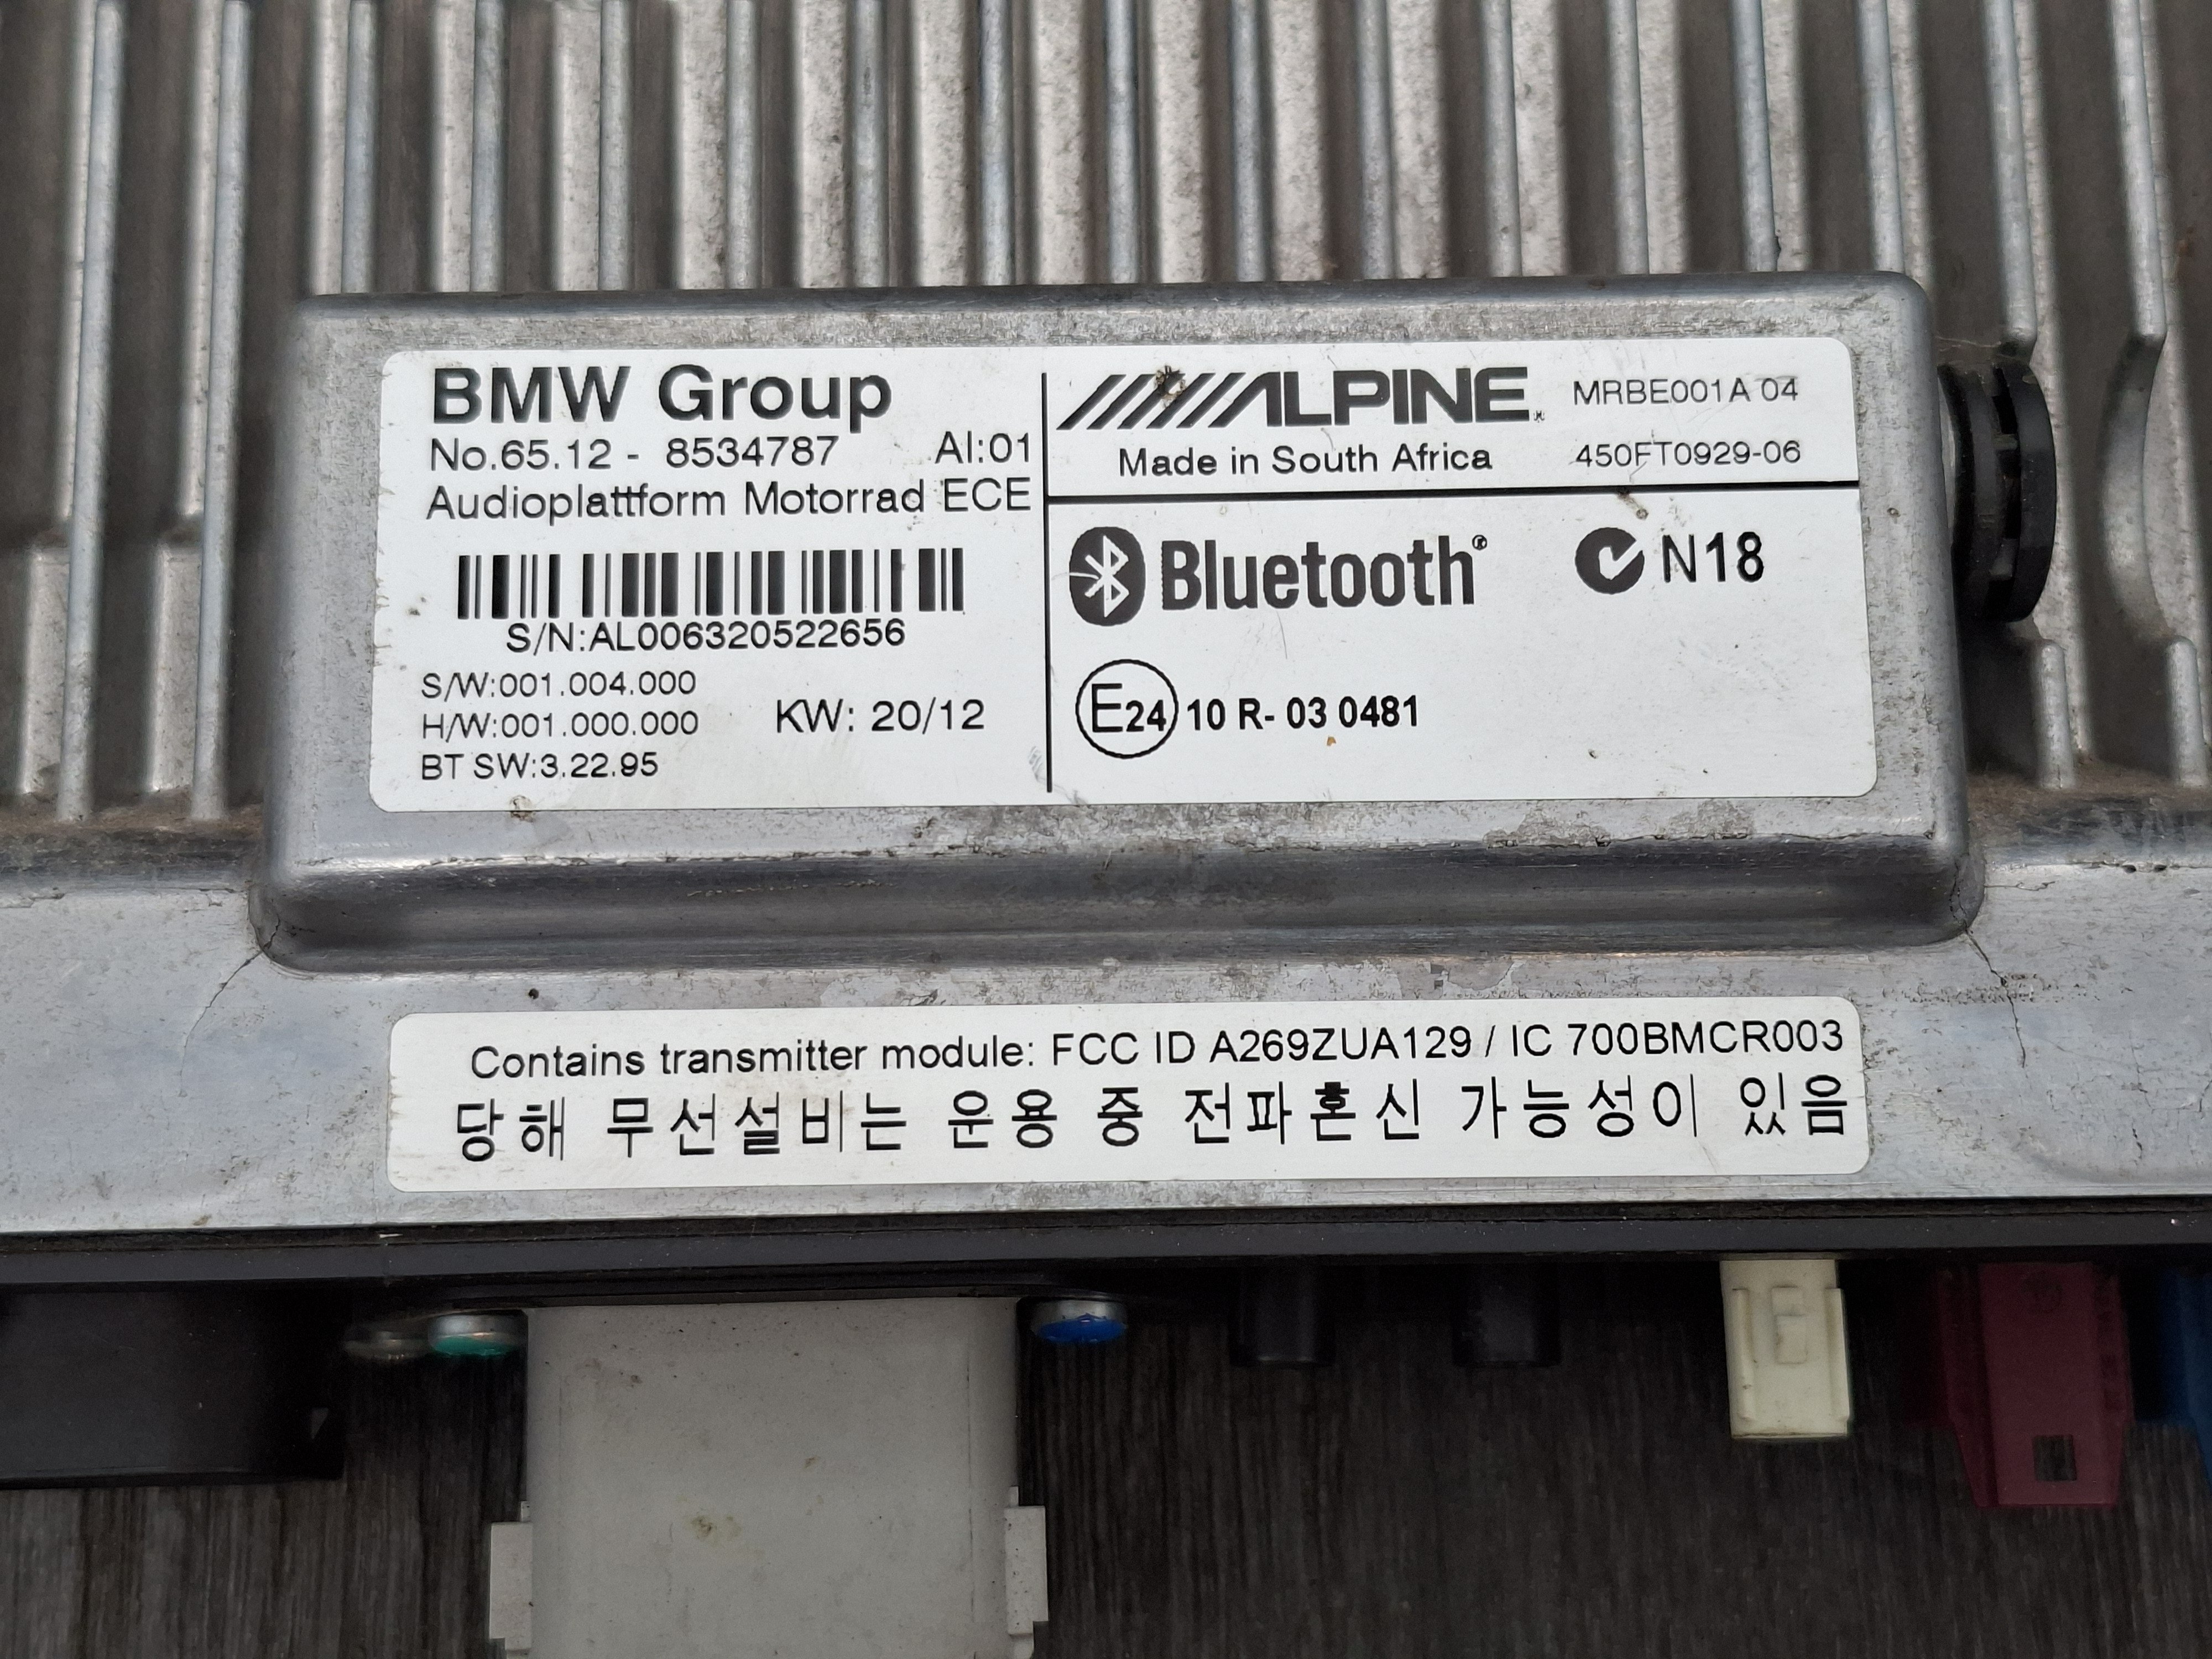 BMW Group
No.65.12 - 8534787 AI:01
Audioplattform Motorrad ECE
S/N:AL006320522656
S/W:001.004.000
H/W:001.000.000
KW: 20/12
BT SW:3.22.95
ALPINE®
MRBE001A 04
Made in South Africa
450FT0929-06
Bluetooth®
N18
E24 10 R- 03 0481
Contains transmitter module: FCC ID A269ZUA129 / IC 700BMCR003
당해 무선설비는 운용 중 전파혼신 가능성이 있음